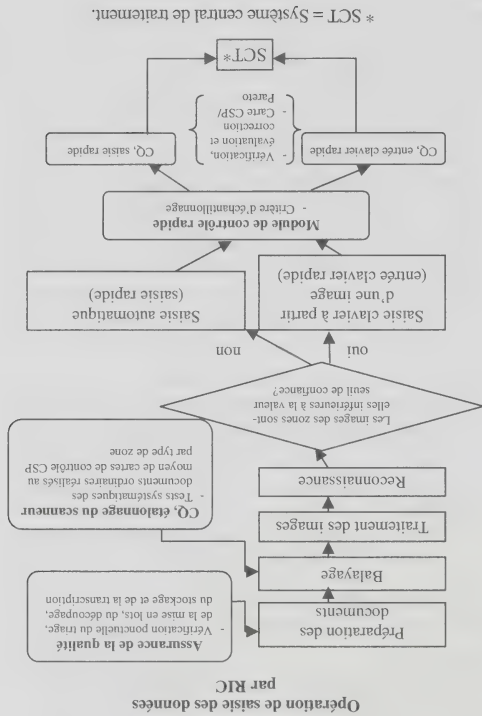 Opération de saisie des données
par RIC
Préparation des
documents
Assurance de la qualité
- Vérification ponctuelle du triage,
de la mise en lots, du découpage,
du stockage et de la transcription
Balayage
CQ, étalonnage du scanneur
- Tests systématiques des
documents ordinaires réalisés au
moyen de cartes de contrôle CSP
par type de zone
Traitement des images
Reconnaissance
Les images des zones sont-
elles inférieures à la valeur
seuil de confiance?
oui
non
Saisie clavier à partir
d'une image
(entrée clavier rapide)
Saisie automatique
(saisie rapide)
Module de contrôle rapide
- Critère d'échantillonnage
CQ, entrée clavier rapide
- Vérification,
évaluation et
correction
- Carte CSP/
Pareto
CQ, saisie rapide
SCT*
* SCT = Système central de traitement.